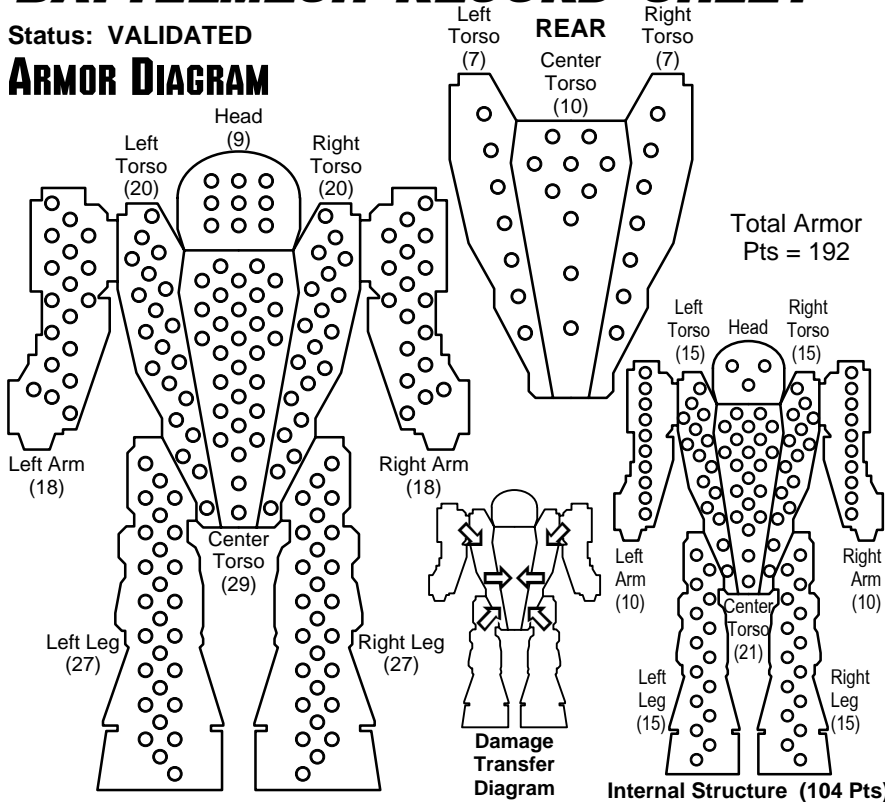 BATTLEMECH RECORD SHEET
Status: VALIDATED
ARMOR DIAGRAM
Head
(9)
Left
Torso
(20)
Right
Torso
(20)
Left Arm
(18)
Right Arm
(18)
Center
Torso
(29)
Left Leg
(27)
Right Leg
(27)
REAR
Left
Torso
(7)
Center
Torso
(10)
Right
Torso
(7)
Total Armor
Pts = 192
Damage
Transfer
Diagram
Left
Torso
(15)
Head
Right
Torso
(15)
Left
Arm
(10)
Right
Arm
(10)
Center
Torso
(21)
Left
Leg
(15)
Right
Leg
(15)
Internal Structure (104 Pts)